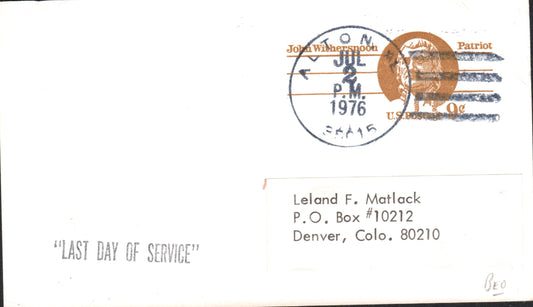 John Witherspoon
Patriot
ALTON
JUL
2
P.M.
1976
U.S. Postage 9¢
Leland F. Matlack
P.O. Box #10212
Denver, Colo. 80210
"LAST DAY OF SERVICE"